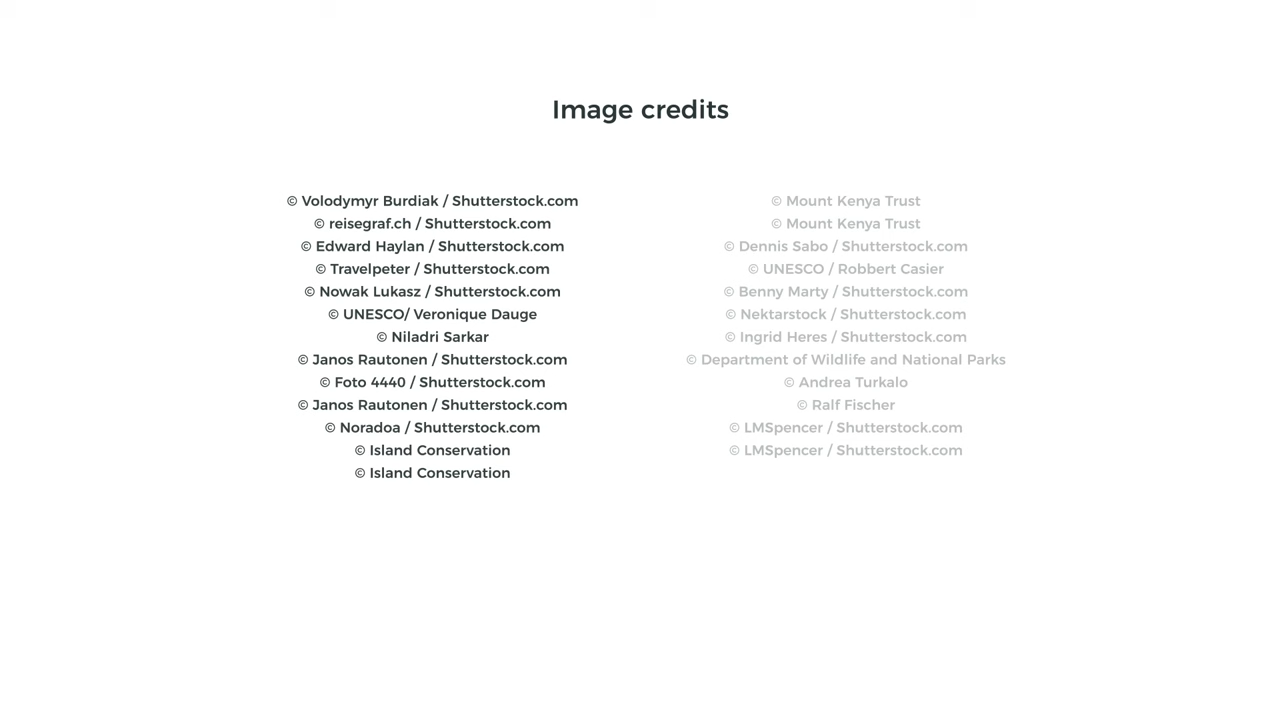 Image credits
© Volodymyr Burdiak / Shutterstock.com
© reisegraf.ch / Shutterstock.com
© Edward Haylan / Shutterstock.com
© Travelpeter / Shutterstock.com
© Nowak Lukasz / Shutterstock.com
© UNESCO/ Veronique Dauge
© Niladri Sarkar
© Janos Rautonen / Shutterstock.com
© Foto 4440 / Shutterstock.com
© Janos Rautonen / Shutterstock.com
© Noradoa / Shutterstock.com
© Island Conservation
© Island Conservation
© Mount Kenya Trust
© Mount Kenya Trust
© Dennis Sabo / Shutterstock.com
© UNESCO / Robbert Casier
© Benny Marty / Shutterstock.com
© Nektarstock / Shutterstock.com
© Ingrid Heres / Shutterstock.com
© Department of Wildlife and National Parks
© Andrea Turkalo
© Ralf Fischer
© LMSpencer / Shutterstock.com
© LMSpencer / Shutterstock.com